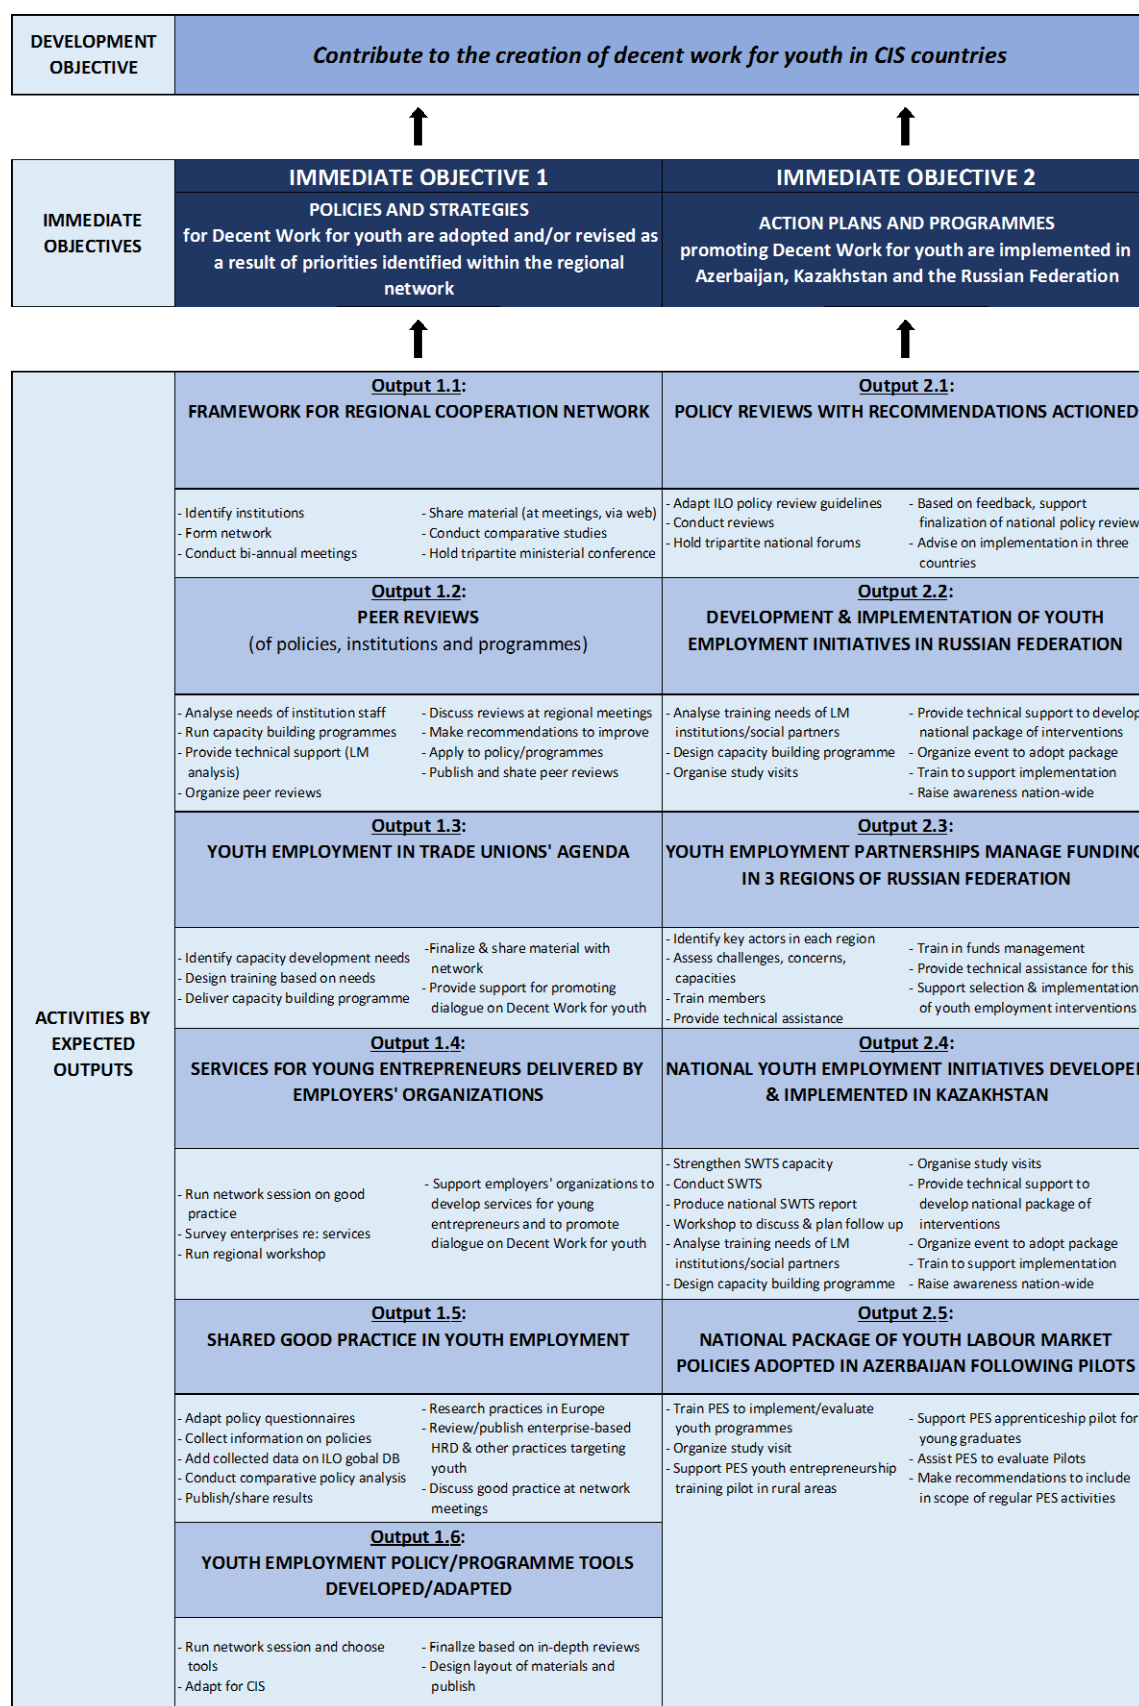 DEVELOPMENT
OBJECTIVE
Contribute to the creation of decent work for youth in CIS countries
IMMEDIATE
OBJECTIVES
IMMEDIATE OBJECTIVE 1
POLICIES AND STRATEGIES
for Decent Work for youth are adopted and/or revised as
a result of priorities identified within the regional
network
IMMEDIATE OBJECTIVE 2
ACTION PLANS AND PROGRAMMES
promoting Decent Work for youth are implemented in
Azerbaijan, Kazakhstan and the Russian Federation
ACTIVITIES BY
EXPECTED
OUTPUTS
Output 1.1:
FRAMEWORK FOR REGIONAL COOPERATION NETWORK
- Identify institutions
- Form network
- Conduct bi-annual meetings
- Share material (at meetings, via web)
- Conduct comparative studies
- Hold tripartite ministerial conference
Output 2.1:
POLICY REVIEWS WITH RECOMMENDATIONS ACTIONED
- Adapt ILO policy review guidelines
- Conduct reviews
- Hold tripartite national forums
- Based on feedback, support
finalization of national policy review
- Advise on implementation in three
countries
Output 1.2:
PEER REVIEWS
(of policies, institutions and programmes)
- Analyse needs of institution staff
- Run capacity building programmes
- Provide technical support (LM
analysis)
- Organize peer reviews
- Discuss reviews at regional meetings
- Make recommendations to improve
- Apply to policy/programmes
- Publish and shate peer reviews
Output 2.2:
DEVELOPMENT & IMPLEMENTATION OF YOUTH
EMPLOYMENT INITIATIVES IN RUSSIAN FEDERATION
- Analyse training needs of LM
institutions/social partners
- Design capacity building programme
- Organise study visits
- Provide technical support to develop
national package of interventions
- Organize event to adopt package
- Train to support implementation
- Raise awareness nation-wide
Output 1.3:
YOUTH EMPLOYMENT IN TRADE UNIONS' AGENDA
- Identify capacity development needs
- Design training based on needs
- Deliver capacity building programme
-Finalize & share material with
network
- Provide support for promoting
dialogue on Decent Work for youth
Output 2.3:
YOUTH EMPLOYMENT PARTNERSHIPS MANAGE FUNDING
IN 3 REGIONS OF RUSSIAN FEDERATION
- Identify key actors in each region
- Assess challenges, concerns,
capacities
- Train members
- Provide technical assistance
- Train in funds management
- Provide technical assistance for this
- Support selection & implementation
of youth employment interventions
Output 1.4:
SERVICES FOR YOUNG ENTREPRENEURS DELIVERED BY
EMPLOYERS' ORGANIZATIONS
- Run network session on good
practice
- Survey enterprises re: services
- Run regional workshop
- Support employers' organizations to
develop services for young
entrepreneurs and to promote
dialogue on Decent Work for youth
Output 2.4:
NATIONAL YOUTH EMPLOYMENT INITIATIVES DEVELOPED
& IMPLEMENTED IN KAZAKHSTAN
- Strengthen SWTS capacity
- Conduct SWTS
- Produce national SWTS report
- Workshop to discuss & plan follow up
- Analyse training needs of LM
institutions/social partners
- Design capacity building programme
- Organise study visits
- Provide technical support to
develop national package of
interventions
- Organize event to adopt package
- Train to support implementation
- Raise awareness nation-wide
Output 1.5:
SHARED GOOD PRACTICE IN YOUTH EMPLOYMENT
- Adapt policy questionnaires
- Collect information on policies
- Add collected data on ILO gobal DB
- Conduct comparative policy analysis
- Publish/share results
- Research practices in Europe
- Review/publish enterprise-based
HRD & other practices targeting
youth
- Discuss good practice at network
meetings
Output 2.5:
NATIONAL PACKAGE OF YOUTH LABOUR MARKET
POLICIES ADOPTED IN AZERBAIJAN FOLLOWING PILOTS
- Train PES to implement/evaluate
youth programmes
- Organize study visit
- Support PES youth entrepreneurship
training pilot in rural areas
- Support PES apprenticeship pilot for
young graduates
- Assist PES to evaluate Pilots
- Make recommendations to include
in scope of regular PES activities
Output 1.6:
YOUTH EMPLOYMENT POLICY/PROGRAMME TOOLS
DEVELOPED/ADAPTED
- Run network session and choose
tools
- Adapt for CIS
- Finallze based on in-depth reviews
- Design layout of materials and
publish